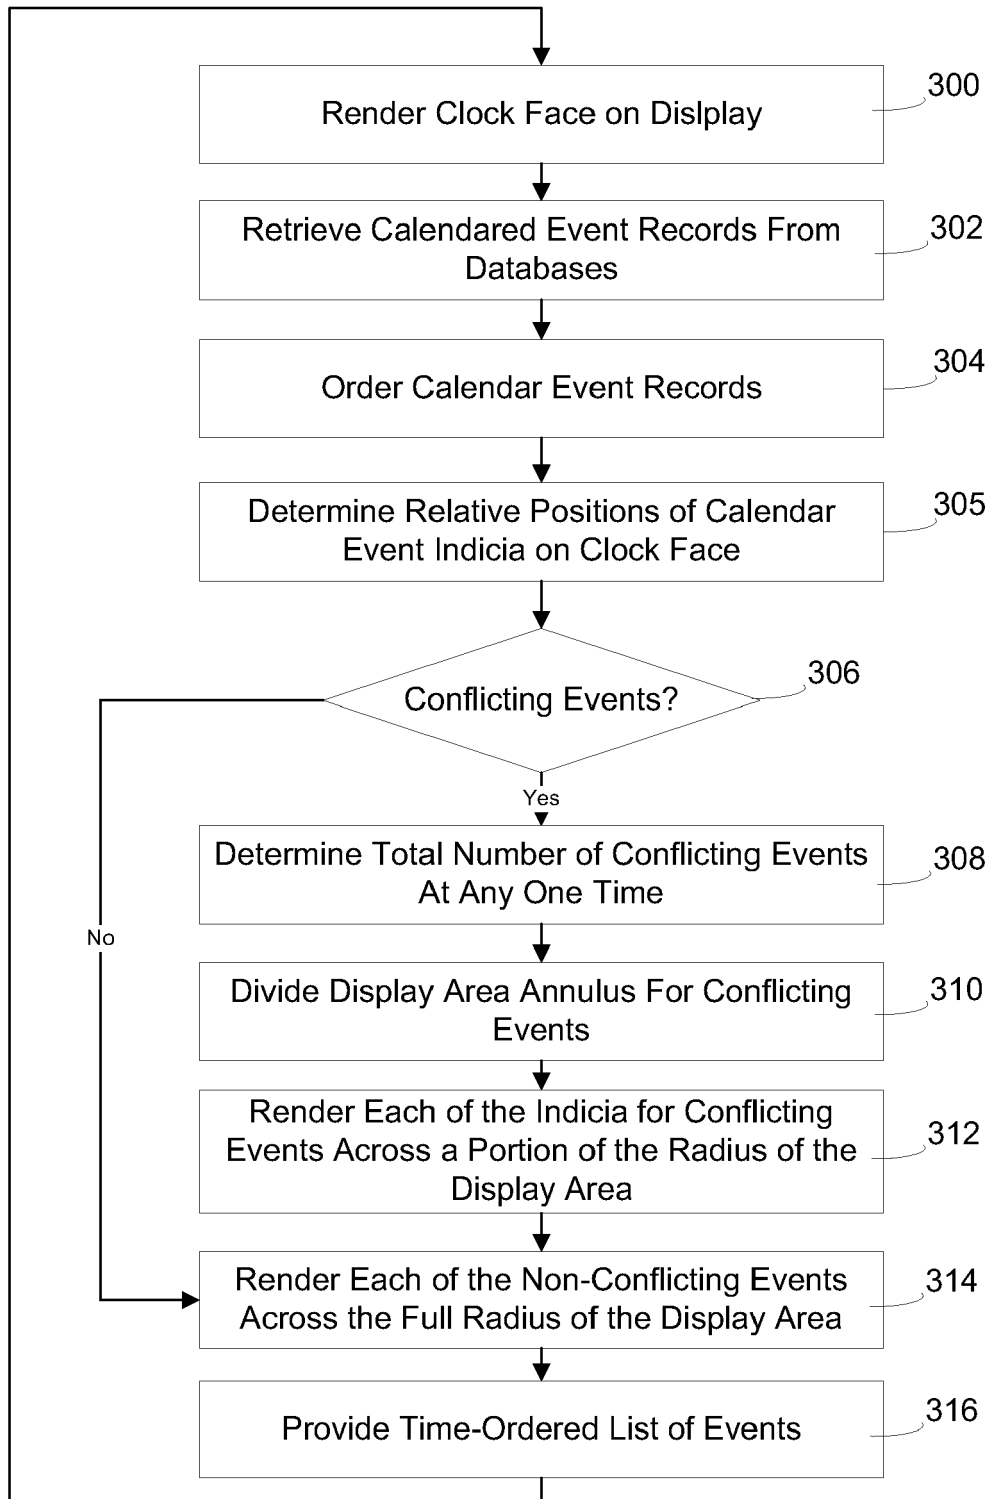 300
Render Clock Face on Dislplay
302
Retrieve Calendared Event Records From
Databases
304
Order Calendar Event Records
305
Determine Relative Positions of Calendar
Event Indicia on Clock Face
306
Conflicting Events?
Yes
308
Determine Total Number of Conflicting Events
At Any One Time
No
310
Divide Display Area Annulus For Conflicting
Events
312
Render Each of the Indicia for Conflicting
Events Across a Portion of the Radius of the
Display Area
314
Render Each of the Non-Conflicting Events
Across the Full Radius of the Display Area
316
Provide Time-Ordered List of Events